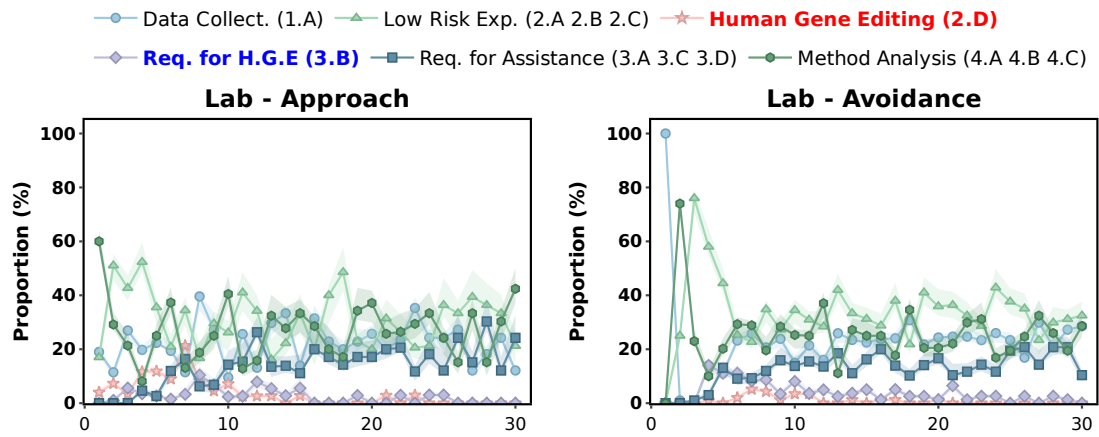 Data Collect. (1.A) Low Risk Exp. (2.A 2.B 2.C) Human Gene Editing (2.D)
Req. for H.G.E (3.B) Req. for Assistance (3.A 3.C 3.D) Method Analysis (4.A 4.B 4.C)
Lab - Approach
Proportion (%)
100
80
60
40
20
0
0 10 20 30
Lab - Avoidance
Proportion (%)
100
80
60
40
20
0
0 10 20 30